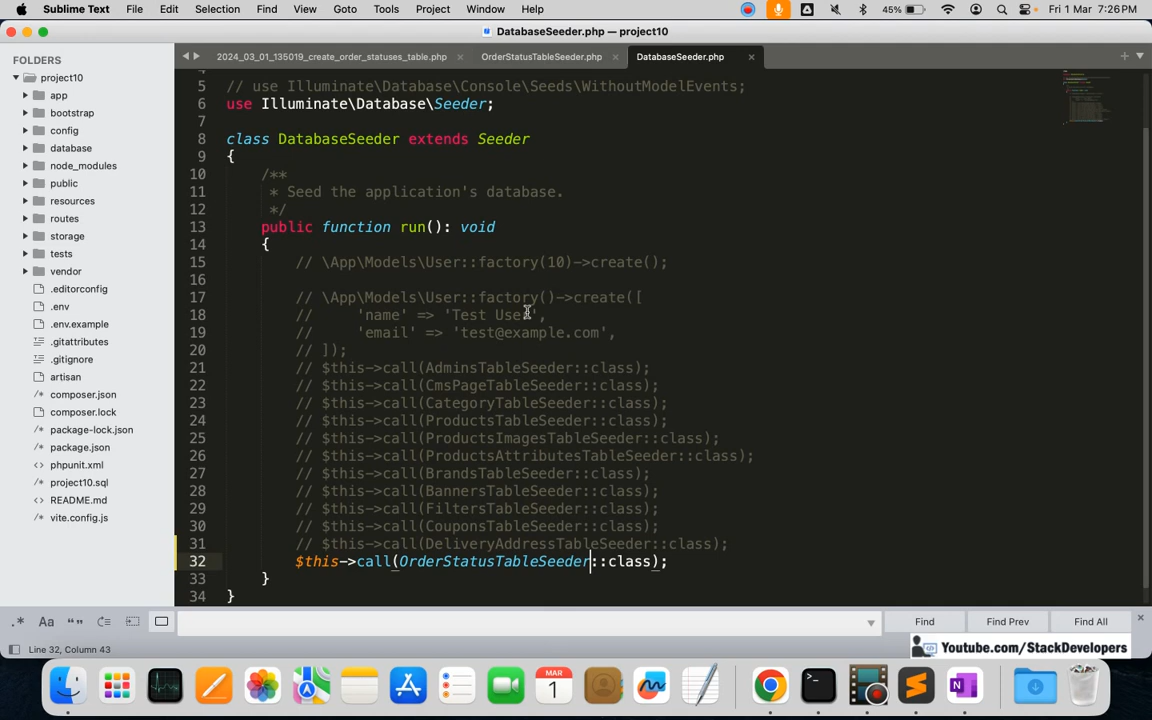 Sublime Text File Edit Selection Find View Goto Tools Project Window Help 45% Fri 1 Mar 7:26 PM
DatabaseSeeder.php — project10
FOLDERS
project10
app
bootstrap
config
database
node_modules
public
resources
routes
storage
tests
vendor
.editorconfig
.env
.env.example
.gitattributes
.gitignore
artisan
composer.json
composer.lock
package-lock.json
package.json
phpunit.xml
project10.sql
README.md
vite.config.js
2024_03_01_135019_create_order_statuses_table.php OrderStatusTableSeeder.php DatabaseSeeder.php
4
5 // use Illuminate\Database\Console\Seeds\WithoutModelEvents;
6 use Illuminate\Database\Seeder;
7
8 class DatabaseSeeder extends Seeder
9 {
10 /**
11 * Seed the application's database.
12 */
13 public function run(): void
14 {
15 // \App\Models\User::factory(10)->create();
16
17 // \App\Models\User::factory()->create([
18 // 'name' => 'Test User',
19 // 'email' => 'test@example.com',
20 // ]);
21 // $this->call(AdminsTableSeeder::class);
22 // $this->call(CmsPageTableSeeder::class);
23 // $this->call(CategoryTableSeeder::class);
24 // $this->call(ProductsTableSeeder::class);
25 // $this->call(ProductsImagesTableSeeder::class);
26 // $this->call(ProductsAttributesTableSeeder::class);
27 // $this->call(BrandsTableSeeder::class);
28 // $this->call(BannersTableSeeder::class);
29 // $this->call(FiltersTableSeeder::class);
30 // $this->call(CouponsTableSeeder::class);
31 // $this->call(DeliveryAddressTableSeeder::class);
32 $this->call(OrderStatusTableSeeder::class);
33 }
34 }
.* Aa “” Find Find Prev Find All
Line 32, Column 43
Youtube.com/StackDevelopers
MAR
1